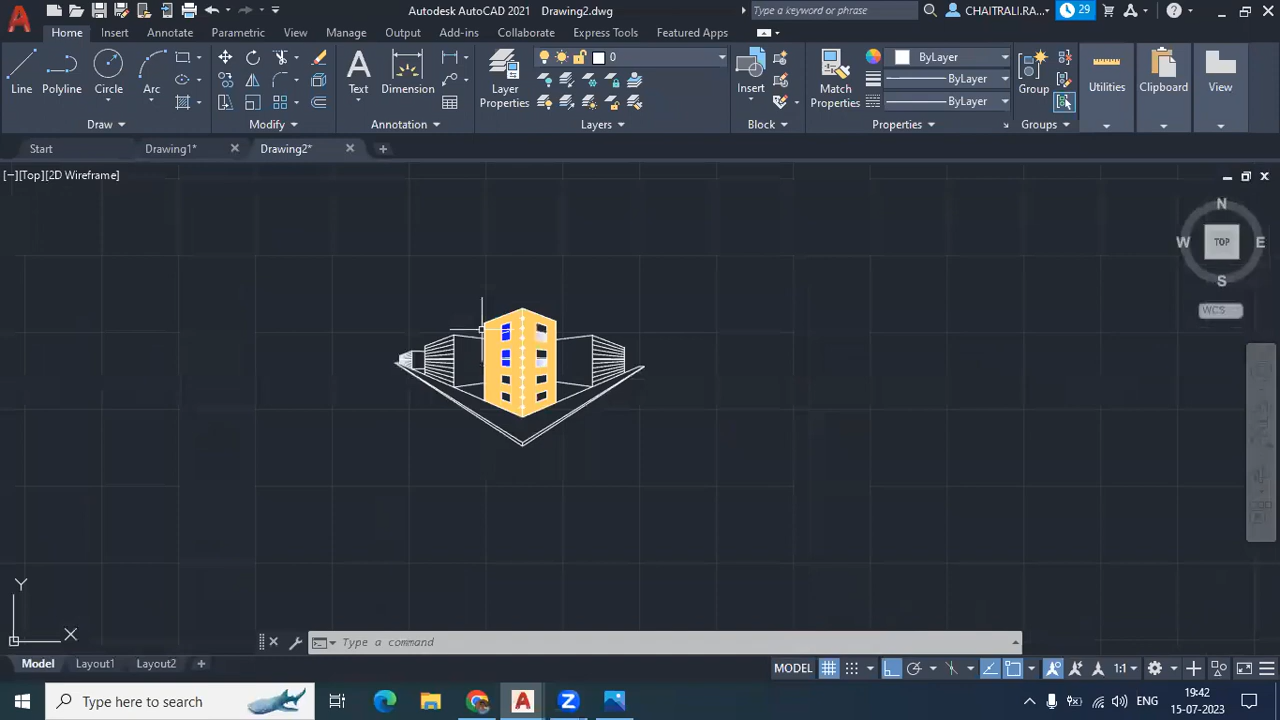 Autodesk AutoCAD 2021 Drawing2.dwg
Type a keyword or phrase
CHAITRALI.RA...
29
Home Insert Annotate Parametric View Manage Output Add-ins Collaborate Express Tools Featured Apps
Line Polyline Circle Arc
Text Dimension
Layer
Properties
0
Insert
Match
Properties
ByLayer
ByLayer
ByLayer
Group
Utilities
Clipboard
View
Draw Modify Annotation Layers Block Properties Groups
Start Drawing1* Drawing2*
[−][Top][2D Wireframe]
N
W TOP E
S
WCS
Y
X
Type a command
Model Layout1 Layout2
MODEL
1:1
Type here to search
ENG
19:42
15-07-2023